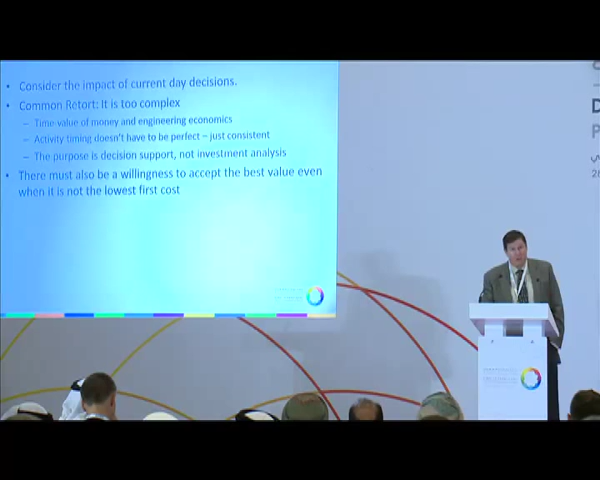 • Consider the impact of current day decisions.
• Common Retort: It is too complex
– Time value of money and engineering economics
– Activity timing doesn't have to be perfect – just consistent
– The purpose is decision support, not investment analysis
• There must also be a willingness to accept the best value even
when it is not the lowest first cost
D
P
28